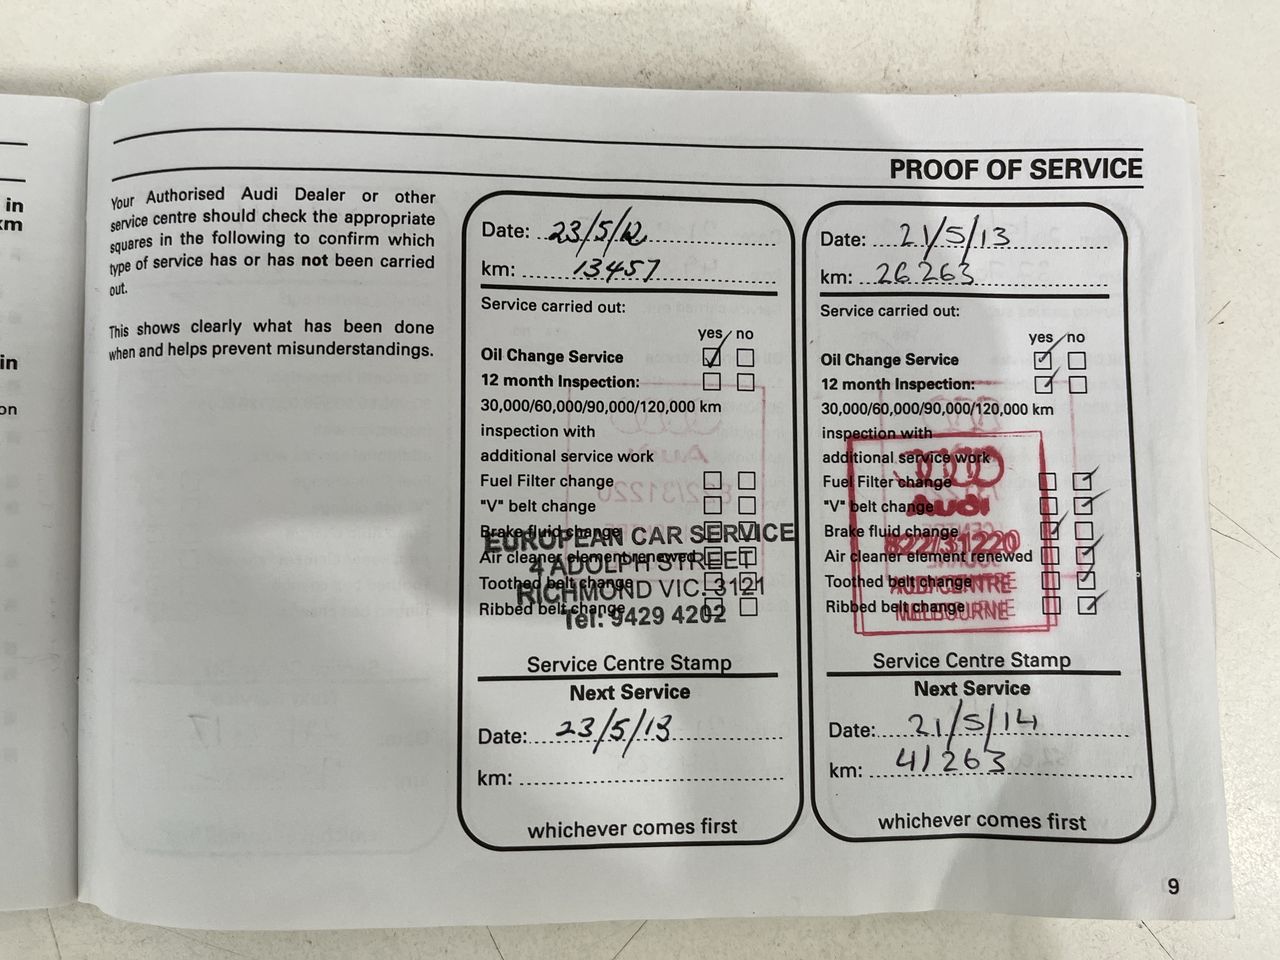 in
km
in
on
PROOF OF SERVICE
Your Authorised Audi Dealer or other
service centre should check the appropriate
squares in the following to confirm which
type of service has or has not been carried
out.
This shows clearly what has been done
when and helps prevent misunderstandings.
Date: 23/5/12
km: 13457
Service carried out:
yes no
Oil Change Service
12 month Inspection:
30,000/60,000/90,000/120,000 km
inspection with
additional service work
Fuel Filter change
"V" belt change
Brake fluid change
Air cleaner element renewed
Toothed belt change
Ribbed belt change
EUROPEAN CAR SERVICE
4 ADOLPH STREET
RICHMOND VIC. 3121
Tel: 9429 4202
Service Centre Stamp
Next Service
Date: 23/5/13
km:
whichever comes first
Date: 21/5/13
km: 26263
Service carried out:
yes no
Oil Change Service
12 month Inspection:
30,000/60,000/90,000/120,000 km
inspection with
additional service work
Fuel Filter change
"V" belt change
Brake fluid change
Air cleaner element renewed
Toothed belt change
Ribbed belt change
Audi
822/31220
AUDI CENTRE
MELBOURNE
Service Centre Stamp
Next Service
Date: 21/5/14
km: 41263
whichever comes first
9